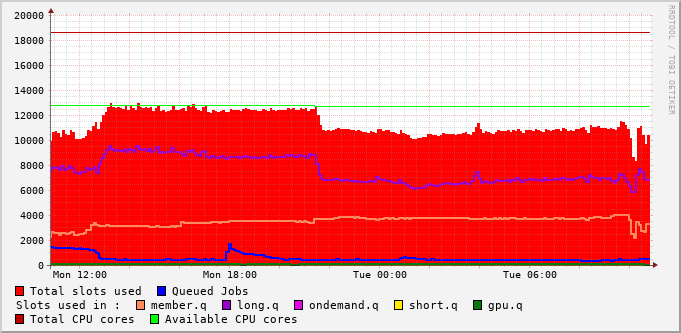 20000
18000
16000
14000
12000
10000
8000
6000
4000
2000
0
Mon 12:00 Mon 18:00 Tue 00:00 Tue 06:00
RRDTOOL / TOBI OETIKER
Total slots used Queued Jobs
Slots used in : member.q long.q ondemand.q short.q gpu.q
Total CPU cores Available CPU cores